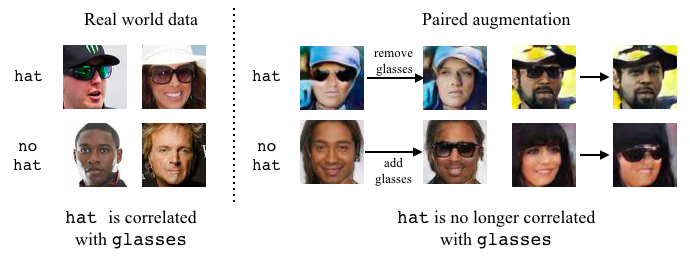 Real world data
Paired augmentation
hat
hat
remove
glasses
no
hat
no
hat
add
glasses
hat is correlated
with glasses
hat is no longer correlated
with glasses